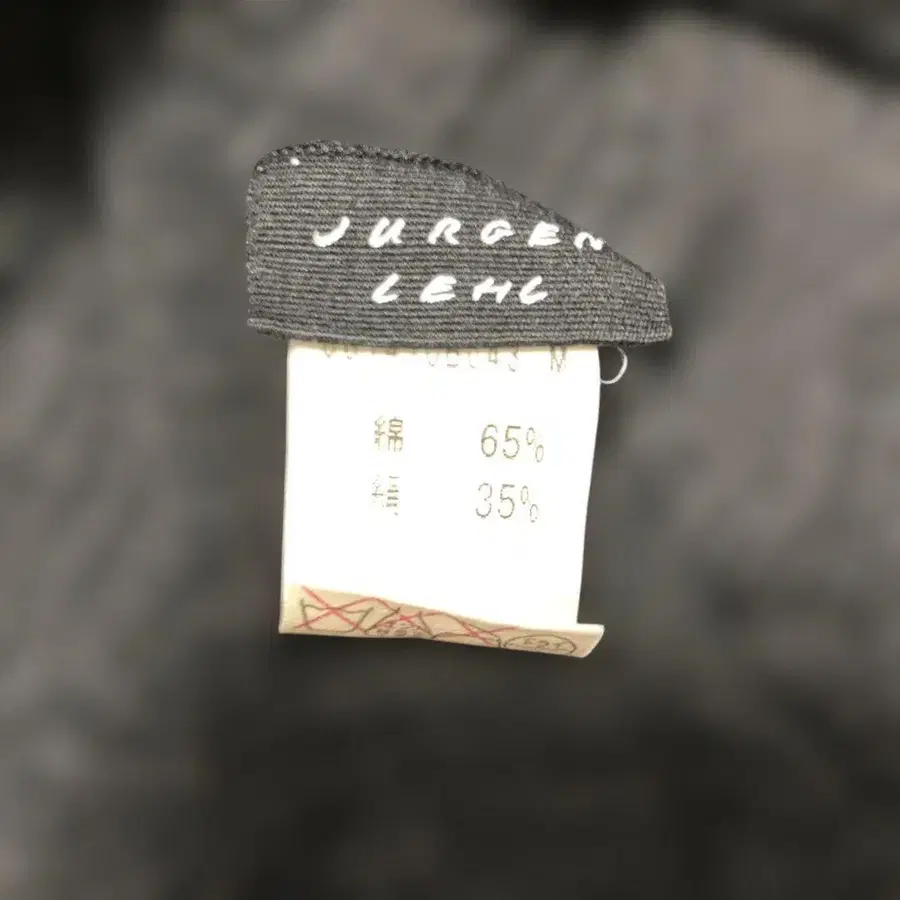 JURGEN
LEHL
M
綿 65%
絹 35%